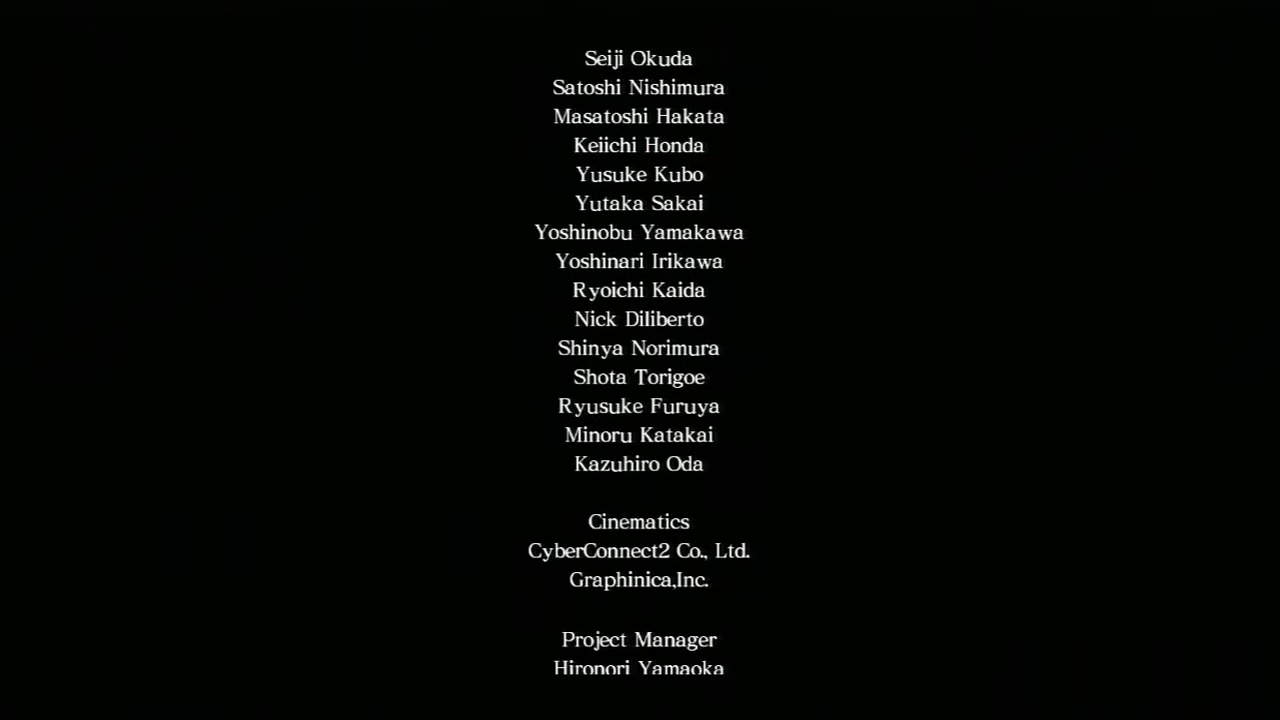 Seiji Okuda
Satoshi Nishimura
Masatoshi Hakata
Keiichi Honda
Yusuke Kubo
Yutaka Sakai
Yoshinobu Yamakawa
Yoshinari Irikawa
Ryoichi Kaida
Nick Diliberto
Shinya Norimura
Shota Torigoe
Ryusuke Furuya
Minoru Katakai
Kazuhiro Oda
Cinematics
CyberConnect2 Co., Ltd.
Graphinica,Inc.
Project Manager
Hironori Yamaoka